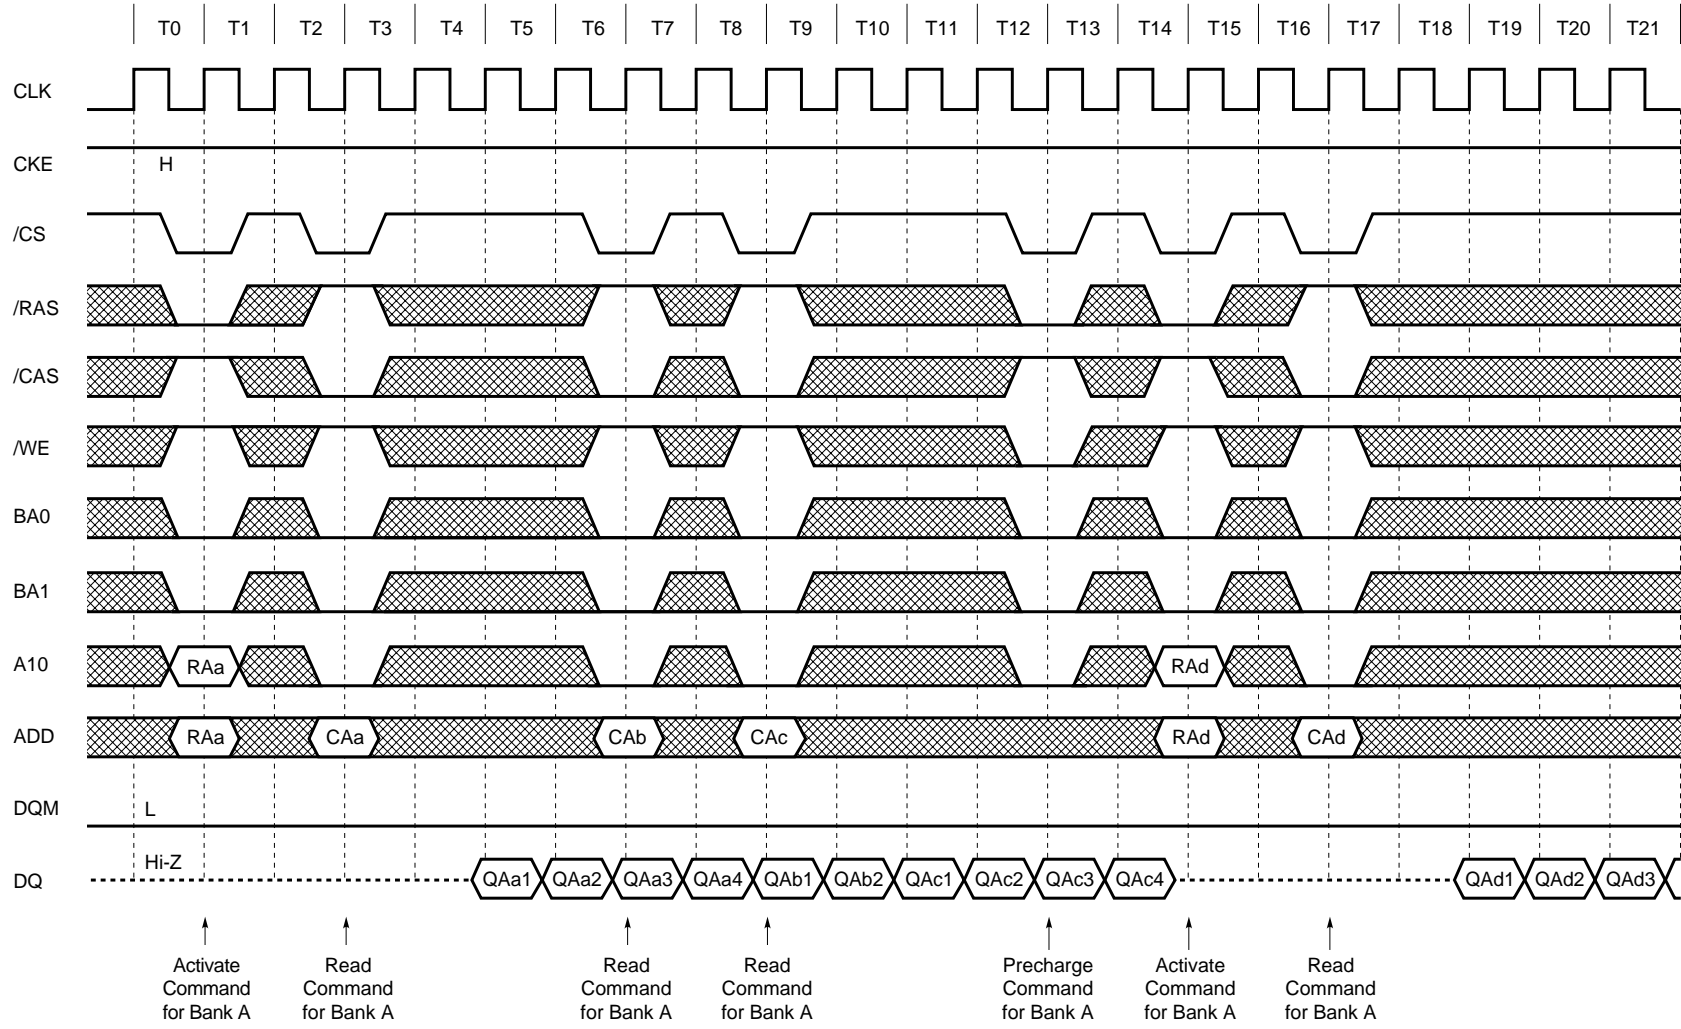 T0 T1 T2 T3 T4 T5 T6 T7 T8 T9 T10 T11 T12 T13 T14 T15 T16 T17 T18 T19 T20 T21
CLK
CKE H
/CS
/RAS
/CAS
/WE
BA0
BA1
A10 RAa RAd
ADD RAa CAa CAb CAc RAd CAd
DQM L
Hi-Z
DQ QAa1 QAa2 QAa3 QAa4 QAb1 QAb2 QAc1 QAc2 QAc3 QAc4 QAd1 QAd2 QAd3
Activate Read Read Read Precharge Activate Read
Command Command Command Command Command Command Command
for Bank A for Bank A for Bank A for Bank A for Bank A for Bank A for Bank A